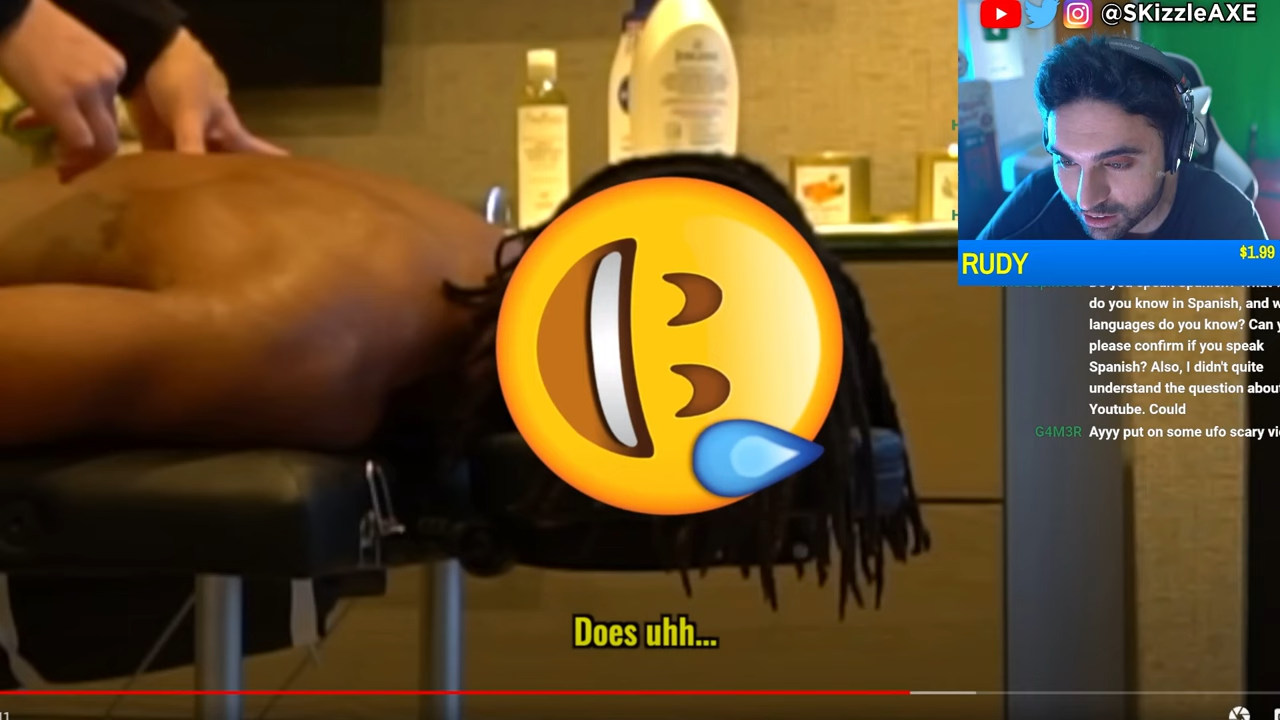 @SKizzleAXE
RUDY
$1.99
do you know in Spanish, and w
languages do you know? Can y
please confirm if you speak
Spanish? Also, I didn't quite
understand the question abou
Youtube. Could
G4M3R Ayyy put on some ufo scary vi
Does uhh...